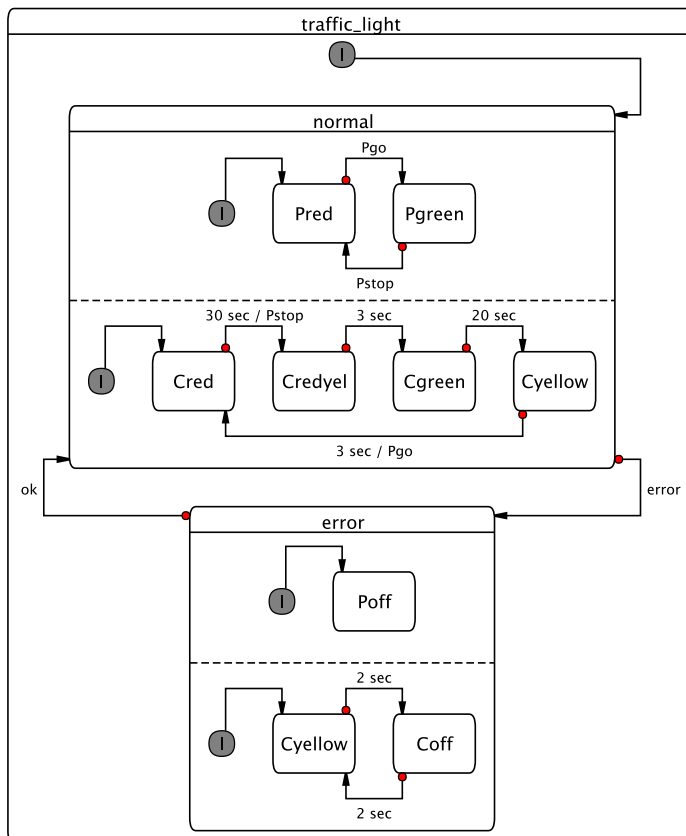 traffic_light
I
normal
Pgo
I
Pred
Pgreen
Pstop
30 sec / Pstop
3 sec
20 sec
I
Cred
Credyel
Cgreen
Cyellow
3 sec / Pgo
ok
error
error
I
Poff
2 sec
I
Cyellow
Coff
2 sec